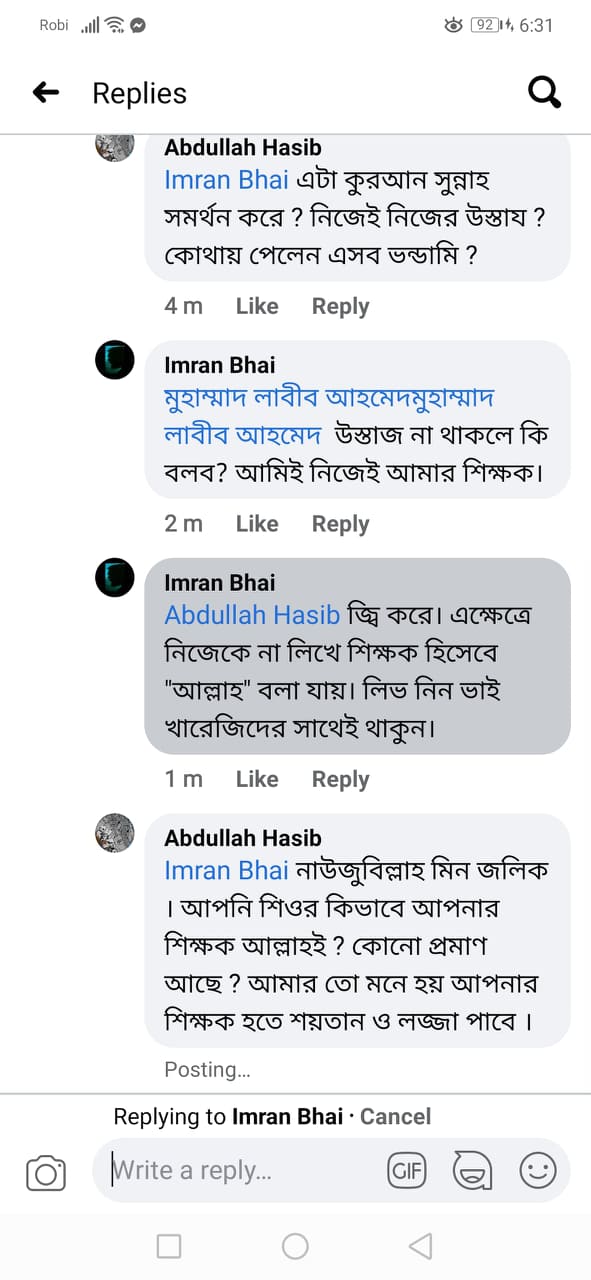 Robi 92 6:31
Replies
Abdullah Hasib
Imran Bhai এটা কুরআন সুন্নাহ
সমর্থন করে ? নিজেই নিজের উস্তায ?
কোথায় পেলেন এসব ভন্ডামি ?
4 m Like Reply
Imran Bhai
মুহাম্মাদ লাবীব আহমেদমুহাম্মাদ
লাবীব আহমেদ উস্তাজ না থাকলে কি
বলব? আমিই নিজেই আমার শিক্ষক।
2 m Like Reply
Imran Bhai
Abdullah Hasib জ্বি করে। এক্ষেত্রে
নিজেকে না লিখে শিক্ষক হিসেবে
"আল্লাহ" বলা যায়। লিভ নিন ভাই
খারেজিদের সাথেই থাকুন।
1 m Like Reply
Abdullah Hasib
Imran Bhai নাউজুবিল্লাহ মিন জলিক
। আপনি শিওর কিভাবে আপনার
শিক্ষক আল্লাহই ? কোনো প্রমাণ
আছে ? আমার তো মনে হয় আপনার
শিক্ষক হতে শয়তান ও লজ্জা পাবে ।
Posting...
Replying to Imran Bhai · Cancel
Write a reply... GIF